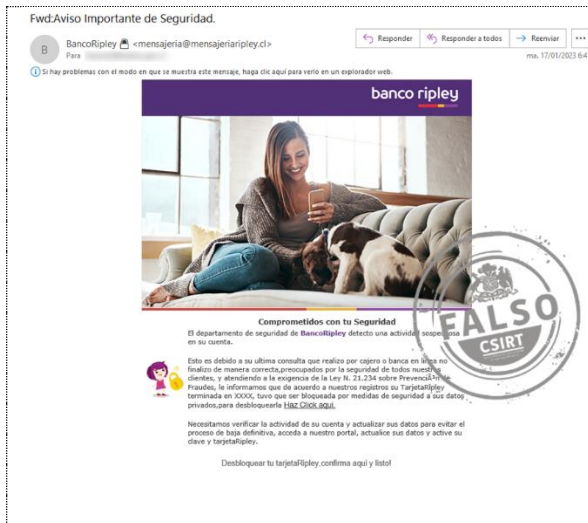 Fwd:Aviso Importante de Seguridad.
Responder
Responder a todos
Reenviar
B
BancoRipley <mensajeria@mensajeriaripley.cl>
Para
ma. 17/01/2023 6:4
Si hay problemas con el modo en que se muestra este mensaje, haga clic aquí para verlo en un explorador web.
banco ripley
FALSO
CSIRT
Comprometidos con tu Seguridad
El departamento de seguridad de BancoRipley detecto una actividad sospechosa
en su cuenta.
Esto es debido a su ultima consulta que realizo por cajero o banca en linea no
finalizo de manera correcta,preocupados por la seguridad de todos nuestros
clientes, y atendiendo a la exigencia de la Ley N. 21.234 sobre PrevenciÃ³n de
Fraudes, le informamos que de acuerdo a nuestros registros su TarjetaRipley
terminada en XXXX, tuvo que ser bloqueada por medidas de seguridad a sus datos
privados,para desbloquearla Haz Click aqui.
Necesitamos verificar la actividad de su cuenta y actualizar sus datos para evitar el
proceso de baja definitiva, acceda a nuestro portal, actualice sus datos y active su
clave y tarjetaRipley.
Desbloquear tu tarjetaRipley,confirma aqui y listo!